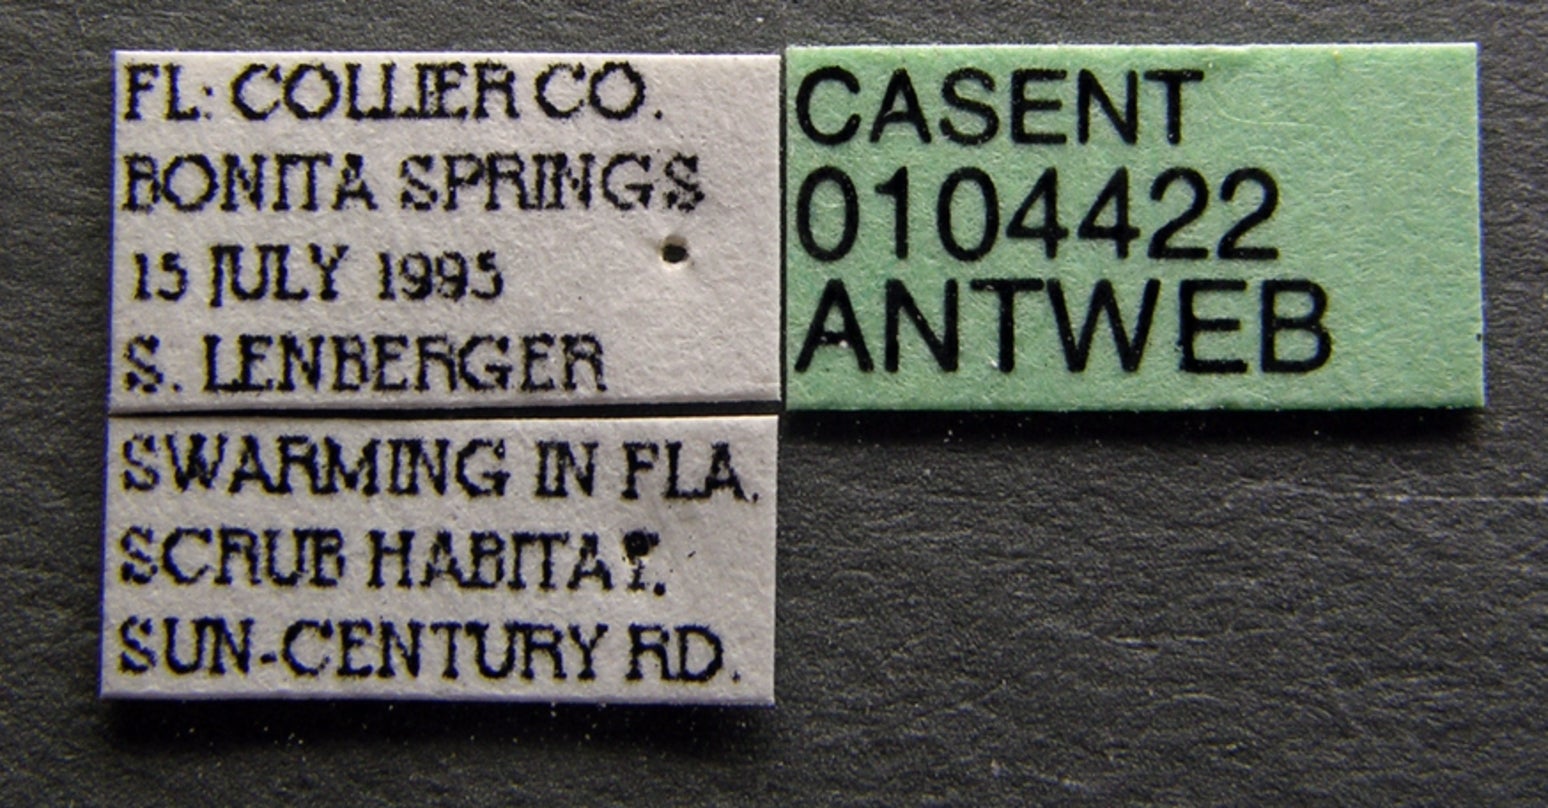 FL: COLLIER CO.
BONITA SPRINGS
15 JULY 1995
S. LENBERGER
SWARMING IN FLA.
SCRUB HABITAT.
SUN-CENTURY RD.
CASENT
0104422
ANTWEB